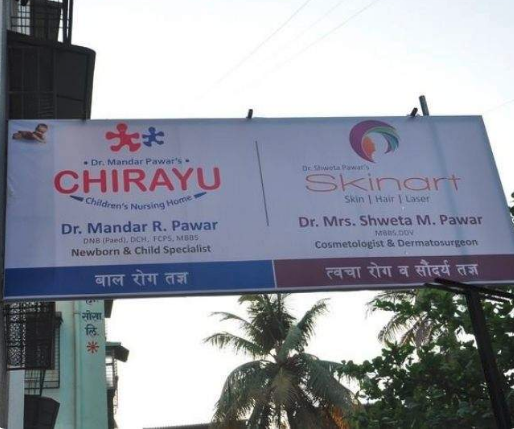 • Dr. Mandar Pawar's •
CHIRAYU
Children's Nursing Home
Dr. Mandar R. Pawar
DNB (Paed), DCH, FCPS, MBBS
Newborn & Child Specialist
बाल रोग तज्ञ
Dr. Shweta Pawar's
Skinart
Skin | Hair | Laser
Dr. Mrs. Shweta M. Pawar
MBBS.DDV
Cosmetologist & Dermatosurgeon
त्वचा रोग व सौंदर्य तज्ञ
सोना
लि.